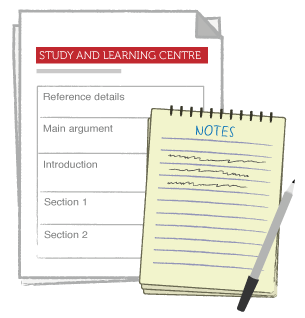 STUDY AND LEARNING CENTRE
Reference details
Main argument
Introduction
Section 1
Section 2
NOTES